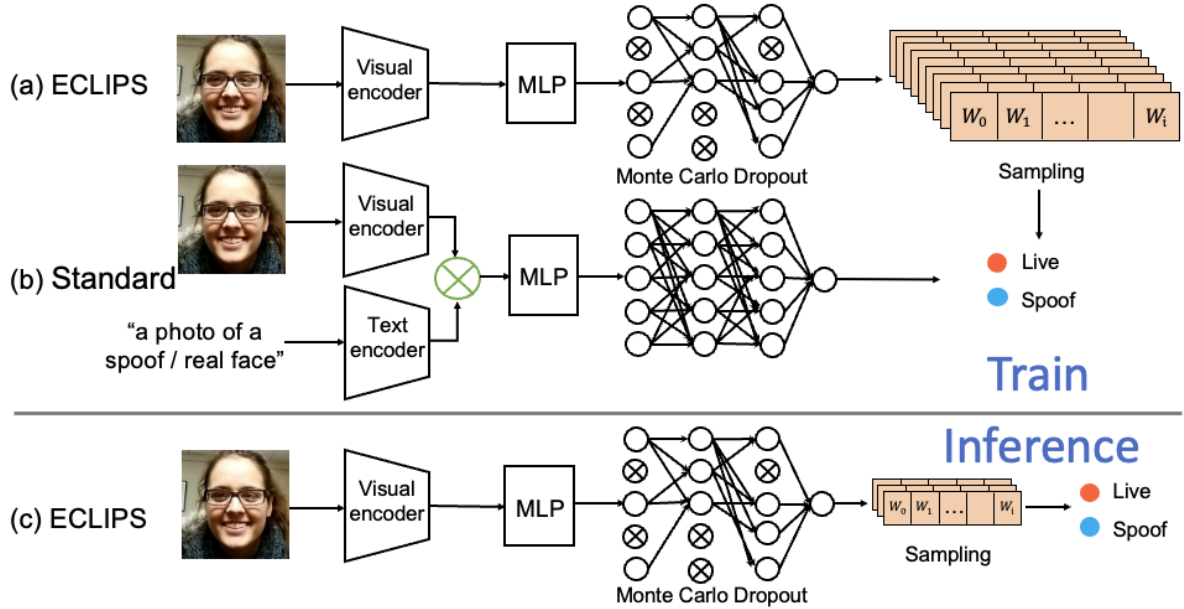 (a) ECLIPS
Visual
encoder
MLP
Monte Carlo Dropout
W₀ W₁ ... Wᵢ
Sampling
(b) Standard
Visual
encoder
"a photo of a
spoof / real face"
Text
encoder
MLP
Live
Spoof
Train
Inference
(c) ECLIPS
Visual
encoder
MLP
Monte Carlo Dropout
W₀ W₁ ... Wᵢ
Sampling
Live
Spoof